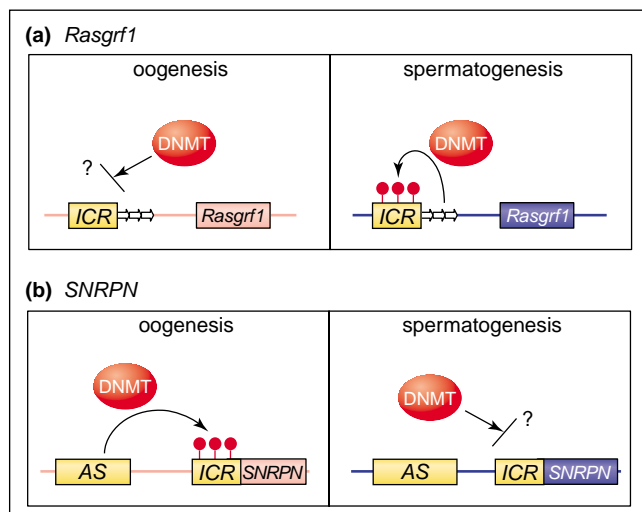 (a) Rasgrf1
oogenesis
spermatogenesis
DNMT
DNMT
?
ICR
Rasgrf1
ICR
Rasgrf1
(b) SNRPN
oogenesis
spermatogenesis
DNMT
DNMT
?
AS
ICR
SNRPN
AS
ICR
SNRPN